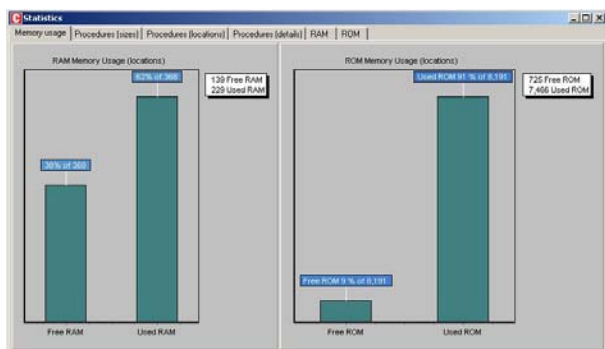 Statistics
Memory usage
Procedures (sizes)
Procedures (locations)
Procedures (details)
RAM
ROM
RAM Memory Usage (locations)
62% of 368
139 Free RAM
229 Used RAM
38% of 368
Free RAM
Used RAM
ROM Memory Usage (locations)
Used ROM 91 % of 8,191
725 Free ROM
7,466 Used ROM
Free ROM 9 % of 8,191
Free ROM
Used ROM